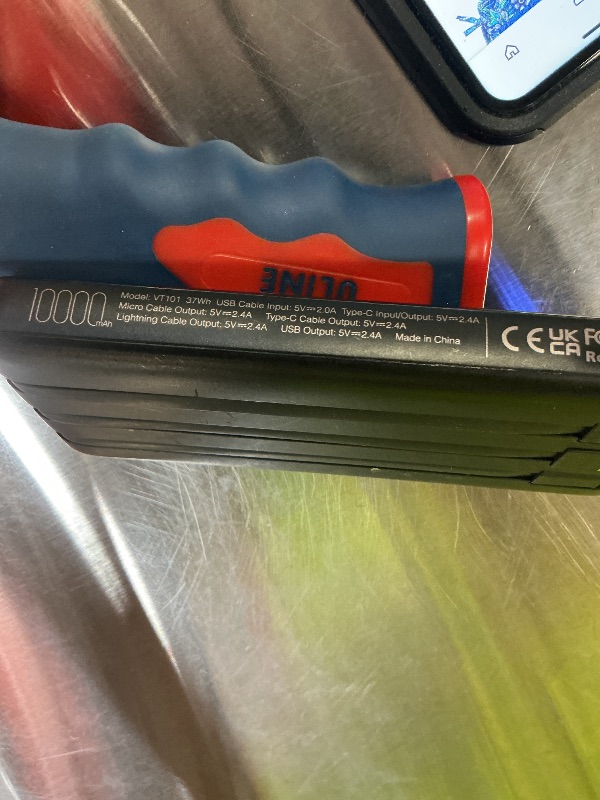 ULINE
10000mAh
Model: VT101 37Wh USB Cable Input: 5V⎓2.0A Type-C Input/Output: 5V⎓2.4A
Micro Cable Output: 5V⎓2.4A Type-C Cable Output: 5V⎓2.4A
Lightning Cable Output: 5V⎓2.4A USB Output: 5V⎓2.4A Made in China
CE UK CA FC
Ro